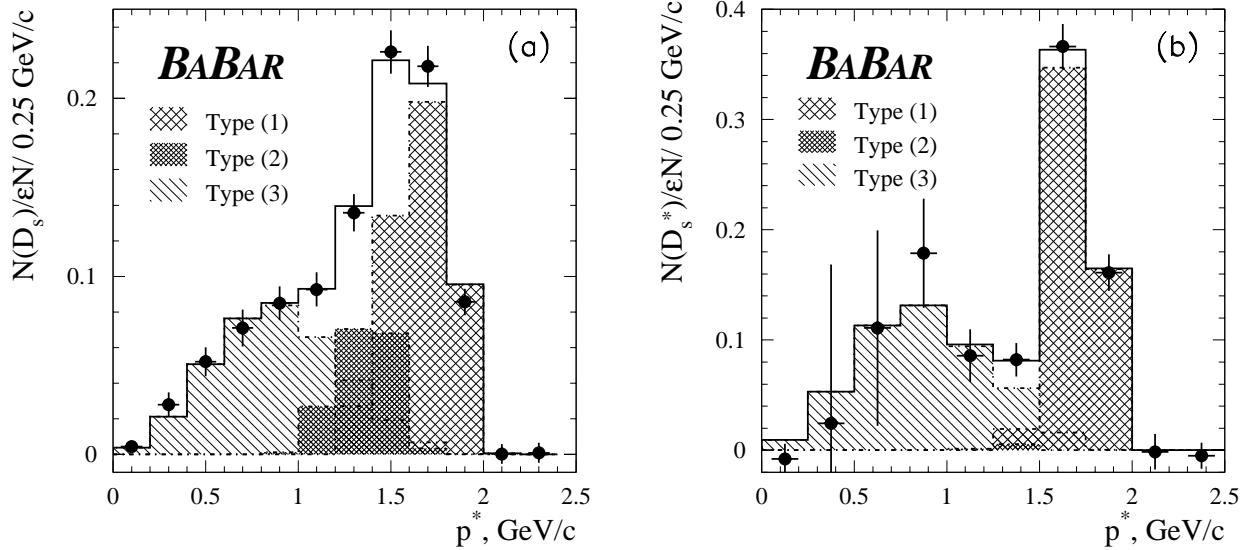 N(D_s)/εN/ 0.25 GeV/c
0.2
0.1
0
BABAR
(a)
Type (1)
Type (2)
Type (3)
0 0.5 1 1.5 2 2.5
p*, GeV/c
N(D_s*)/εN/ 0.25 GeV/c
0.4
0.3
0.2
0.1
0
BABAR
(b)
Type (1)
Type (2)
Type (3)
0 0.5 1 1.5 2 2.5
p*, GeV/c